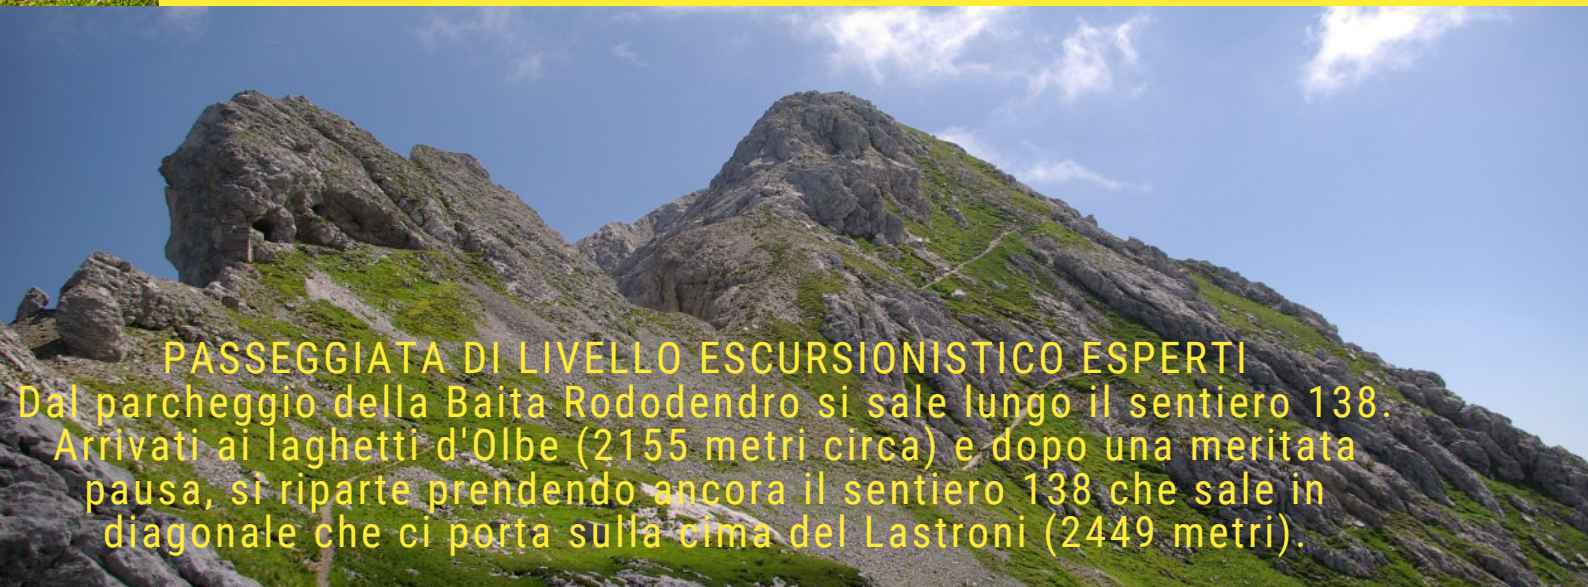 PASSEGGIATA DI LIVELLO ESCURSIONISTICO ESPERTI
Dal parcheggio della Baita Rododendro si sale lungo il sentiero 138.
Arrivati ai laghetti d'Olbe (2155 metri circa) e dopo una meritata
pausa, si riparte prendendo ancora il sentiero 138 che sale in
diagonale che ci porta sulla cima del Lastroni (2449 metri).